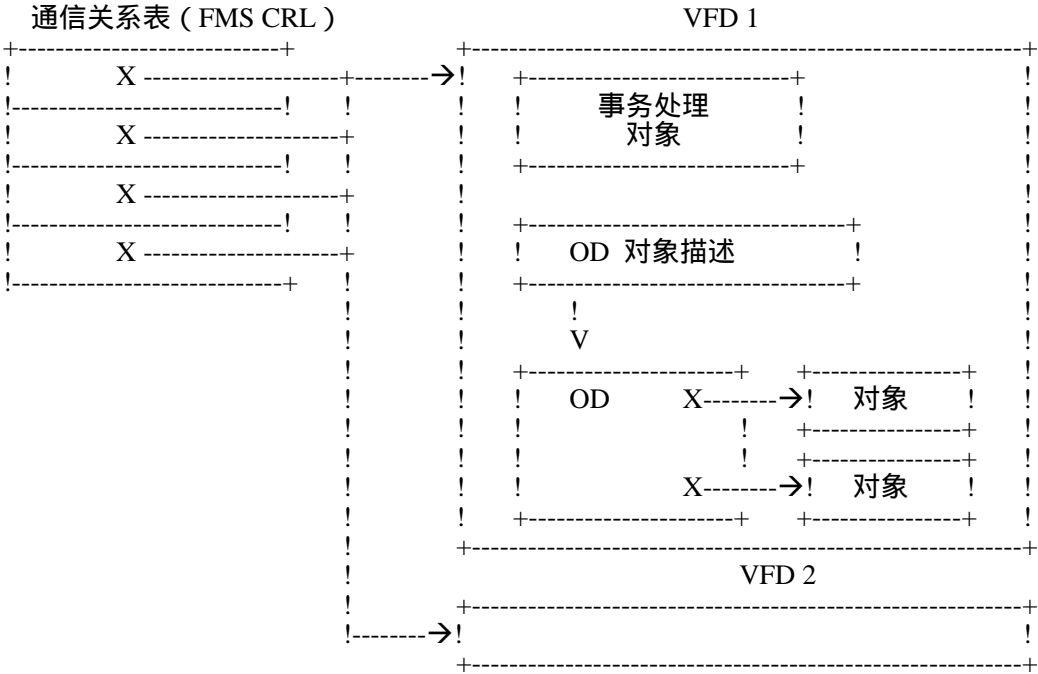 通信关系表（FMS CRL） VFD 1
X
事务处理
X 对象
X
X OD 对象描述
V
OD X 对象
X 对象
VFD 2